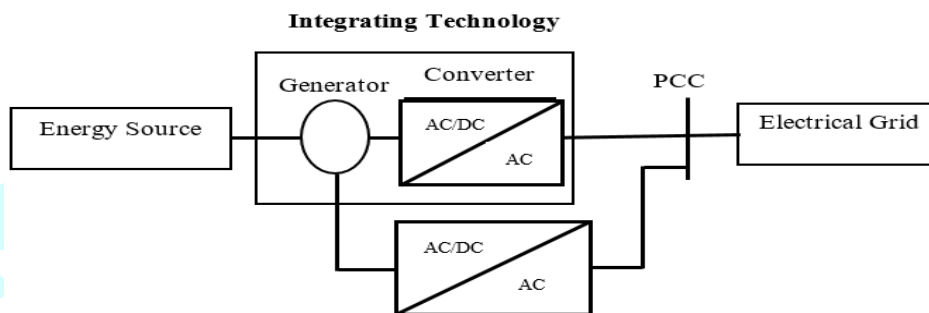 Integrating Technology
Generator
Converter
PCC
Energy Source
AC/DC
AC
Electrical Grid
AC/DC
AC